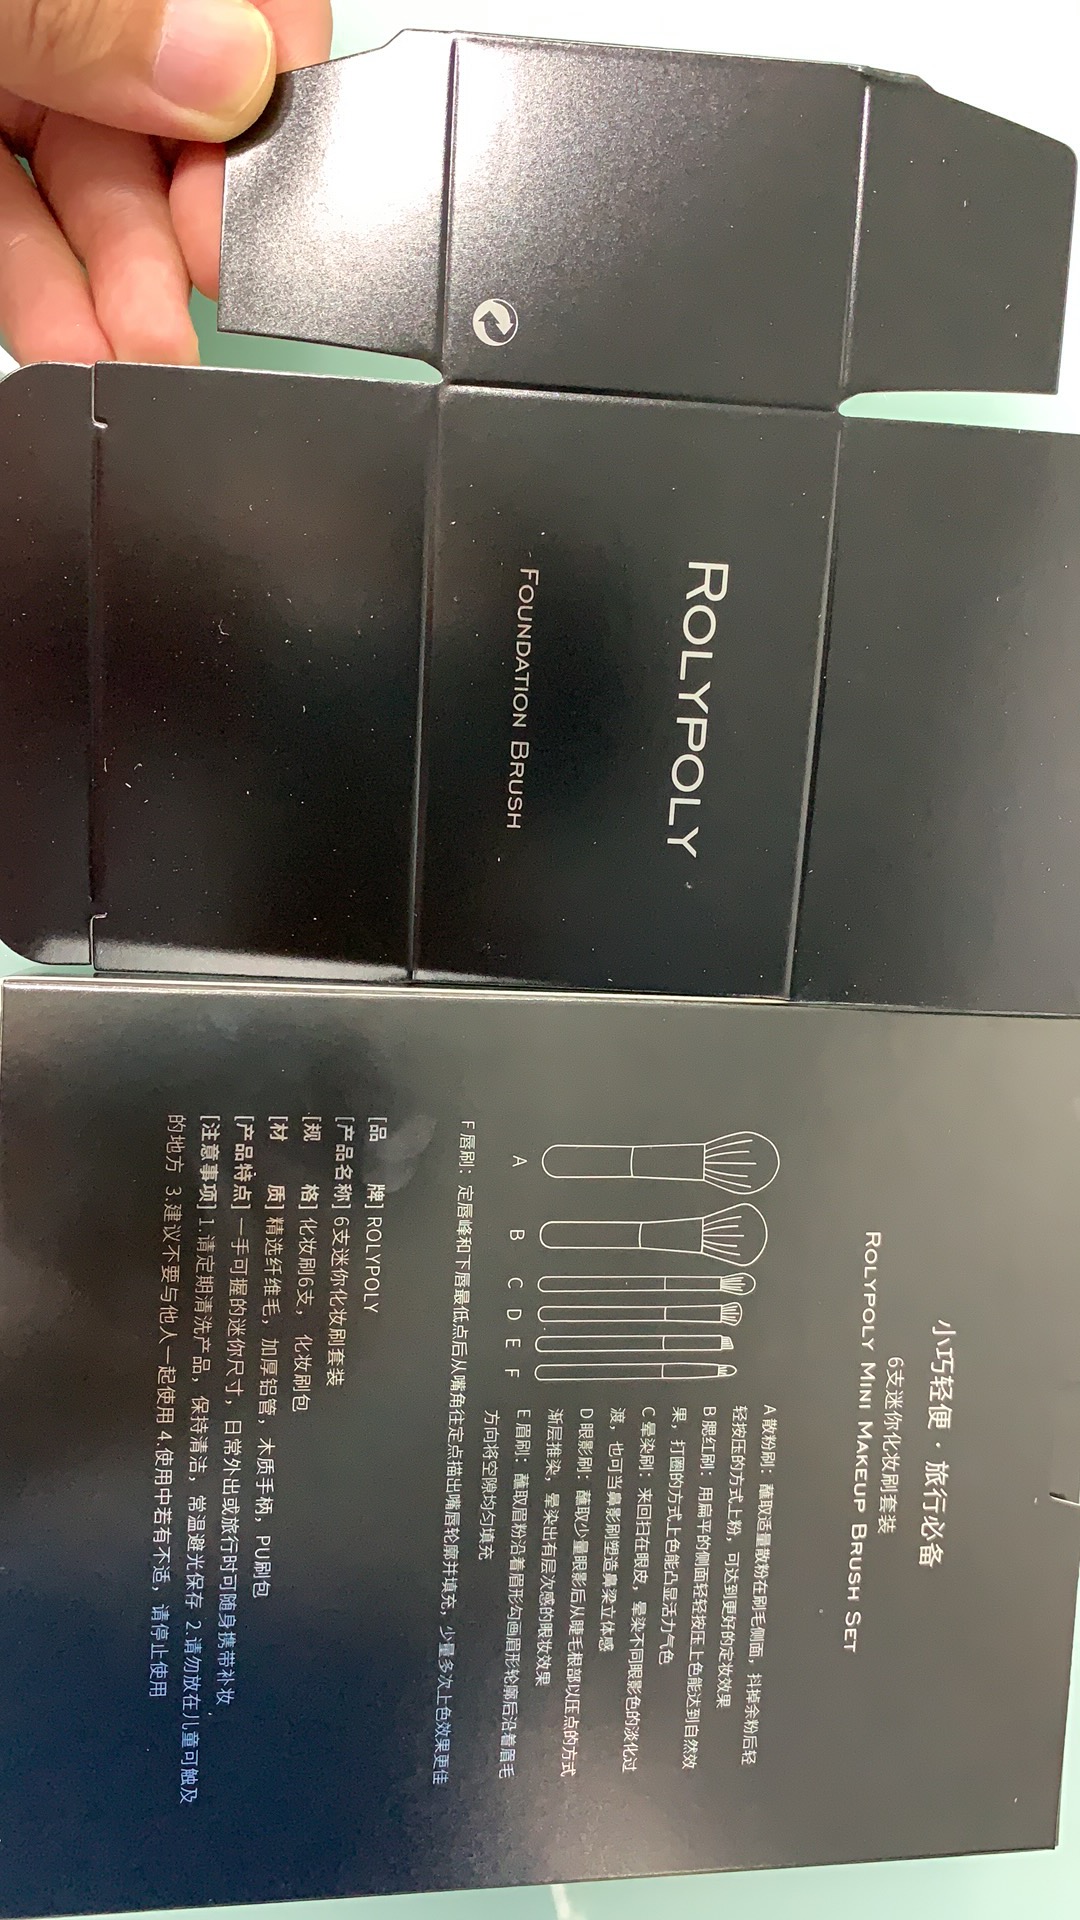 ROLYPOLY
FOUNDATION BRUSH
小巧轻便·旅行必备
6支迷你化妆刷套装
ROLYPOLY MINI MAKEUP BRUSH SET
A
B
C
D
E
F
A 散粉刷：蘸取适量散粉在刷毛侧面，抖掉余粉后轻
轻按压的方式上粉，可达到更好的定妆效果
B 腮红刷：用扁平的侧面轻轻按压上色能达到自然效
果，打圈的方式上色能凸显活力气色
C 晕染刷：来回扫在眼皮，晕染不同眼影色的淡化过
渡，也可当鼻影刷塑造鼻梁立体感
D 眼影刷：蘸取少量眼影后从睫毛根部以压点的方式
渐层推染，晕染出有层次感的眼妆效果
E 眉刷：蘸取眉粉沿着眉形勾画眉形轮廓后沿着眉毛
方向将空隙均匀填充
F 唇刷：定唇峰和下唇最低点后从嘴角往定点描出嘴唇轮廓并填充，少量多次上色效果更佳
[品 牌] ROLYPOLY
[产品名称] 6支迷你化妆刷套装
[规 格] 化妆刷6支，化妆刷包
[材 质] 精选纤维毛，加厚铝管，木质手柄，PU刷包
[产品特点] 一手可握的迷你尺寸，日常外出或旅行时可随身携带补妆
[注意事项] 1.请定期清洗产品，保持清洁，常温避光保存 2.请勿放在儿童可触及
的地方 3.建议不要与他人一起使用 4.使用中若有不适，请停止使用